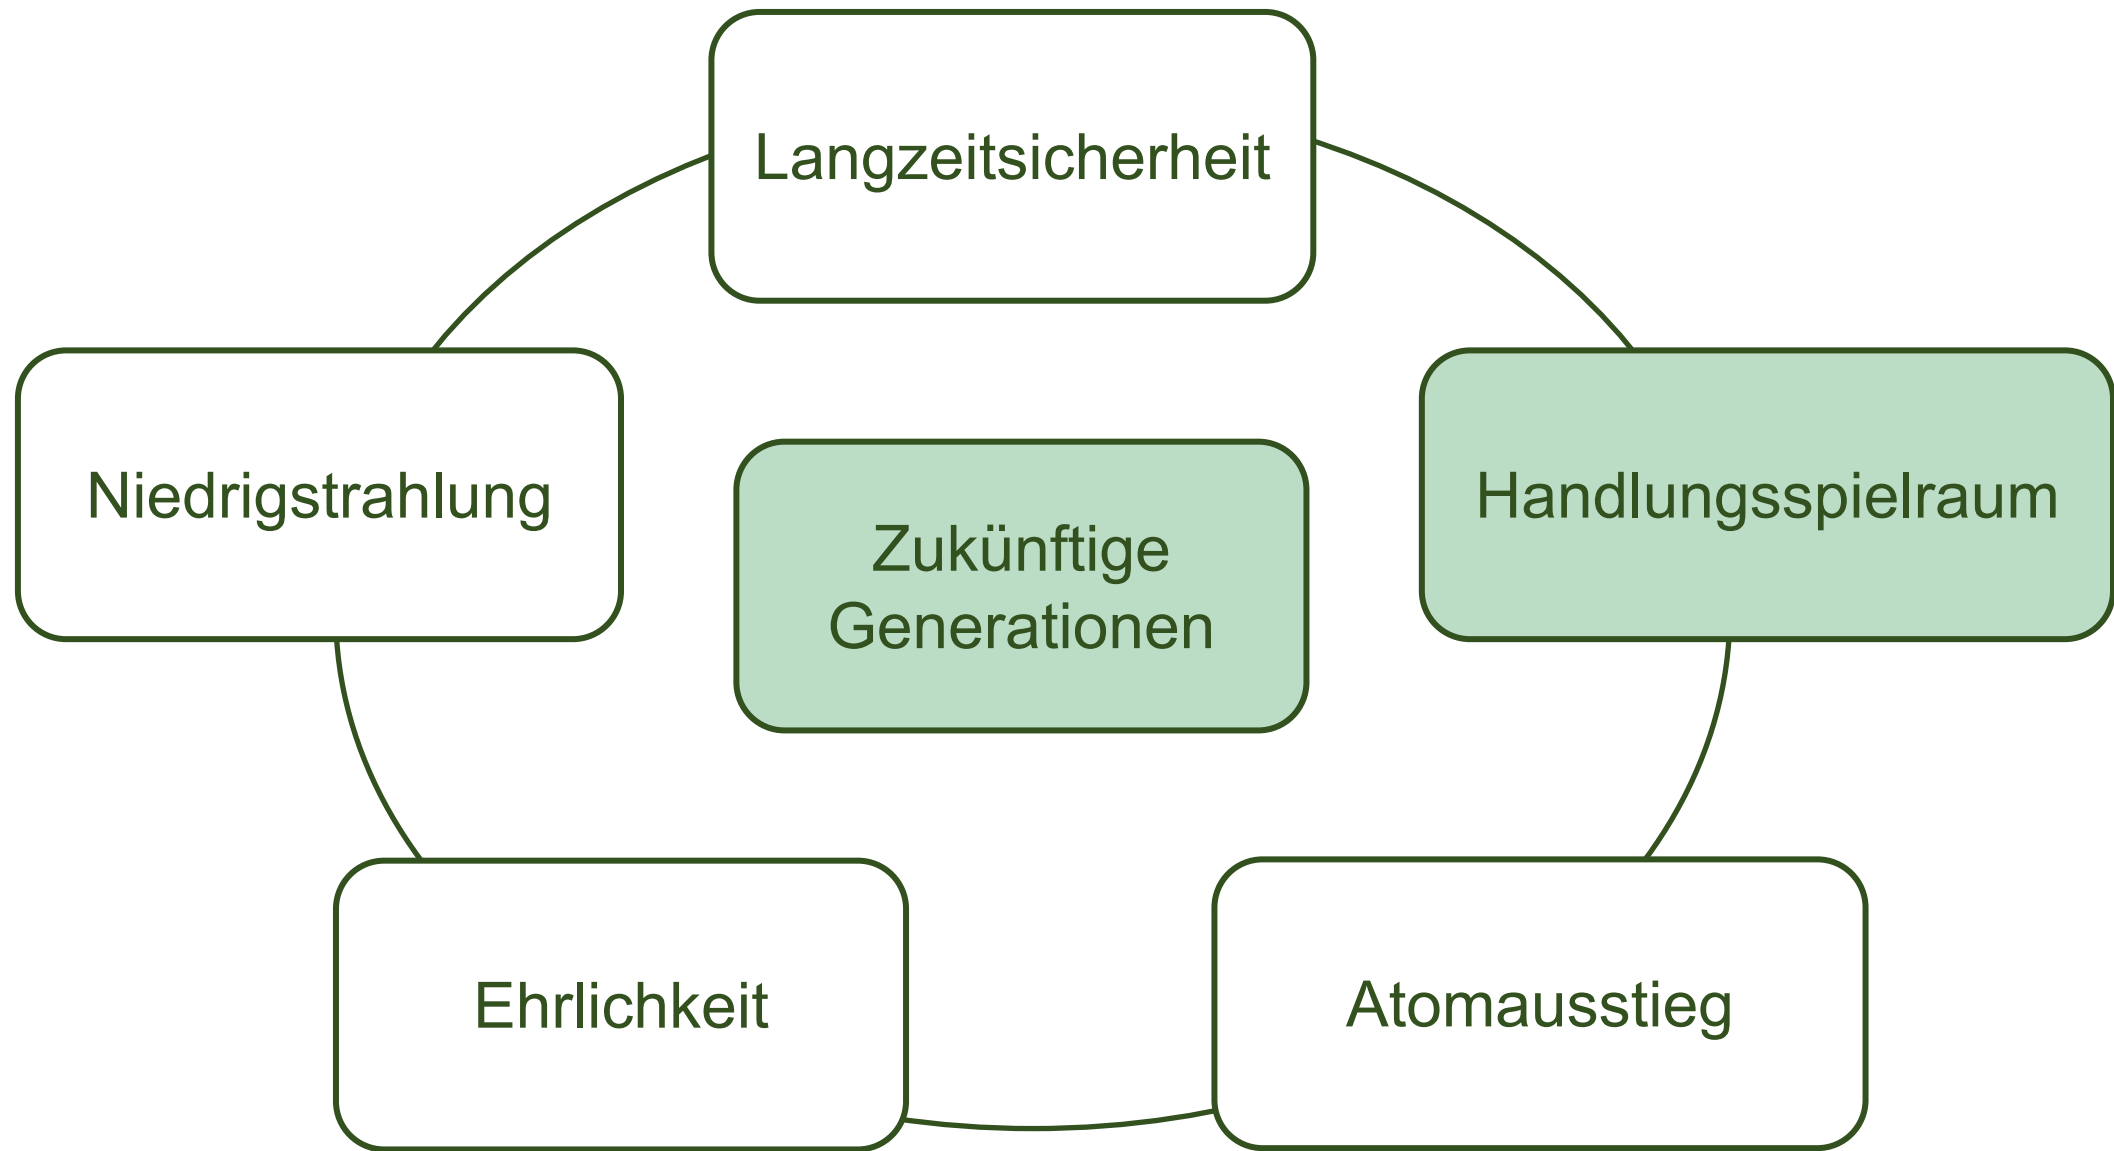 Langzeitsicherheit
Niedrigstrahlung
Handlungsspielraum
Zukünftige
Generationen
Ehrlichkeit
Atomausstieg